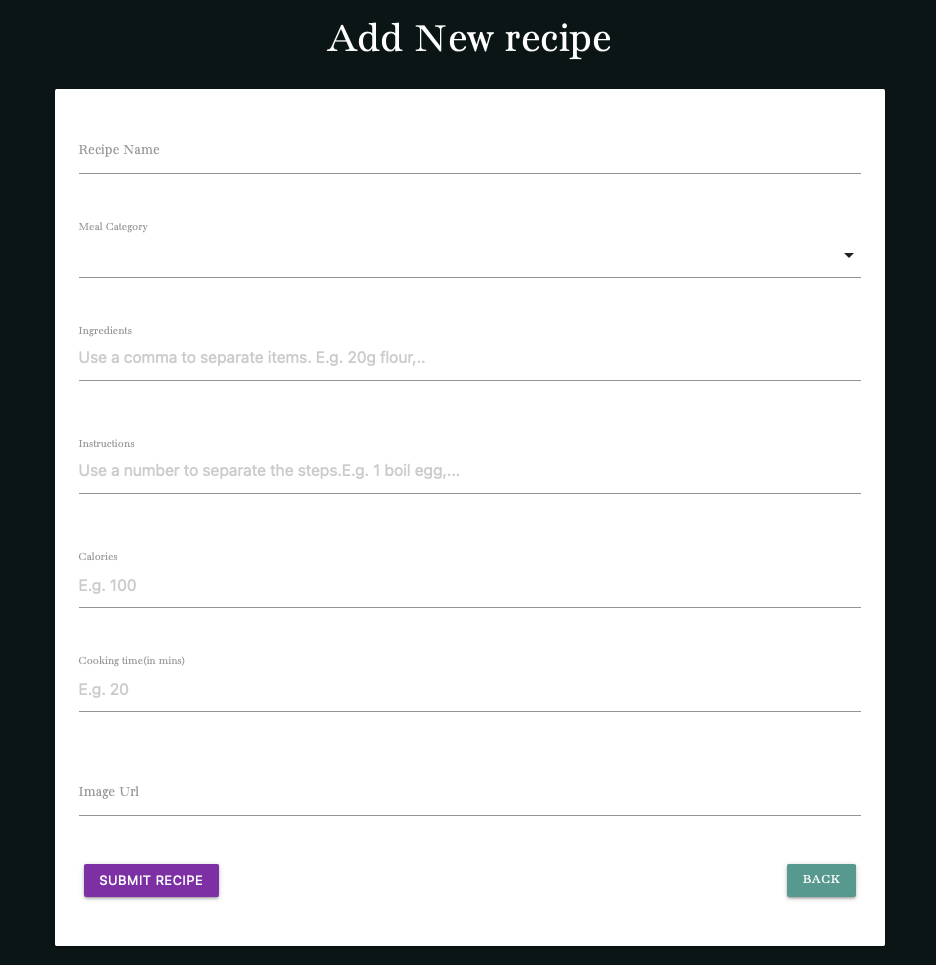 Add New recipe
Recipe Name
Meal Category
Ingredients
Use a comma to separate items. E.g. 20g flour,..
Instructions
Use a number to separate the steps.E.g. 1 boil egg,...
Calories
E.g. 100
Cooking time(in mins)
E.g. 20
Image Url
SUBMIT RECIPE
BACK